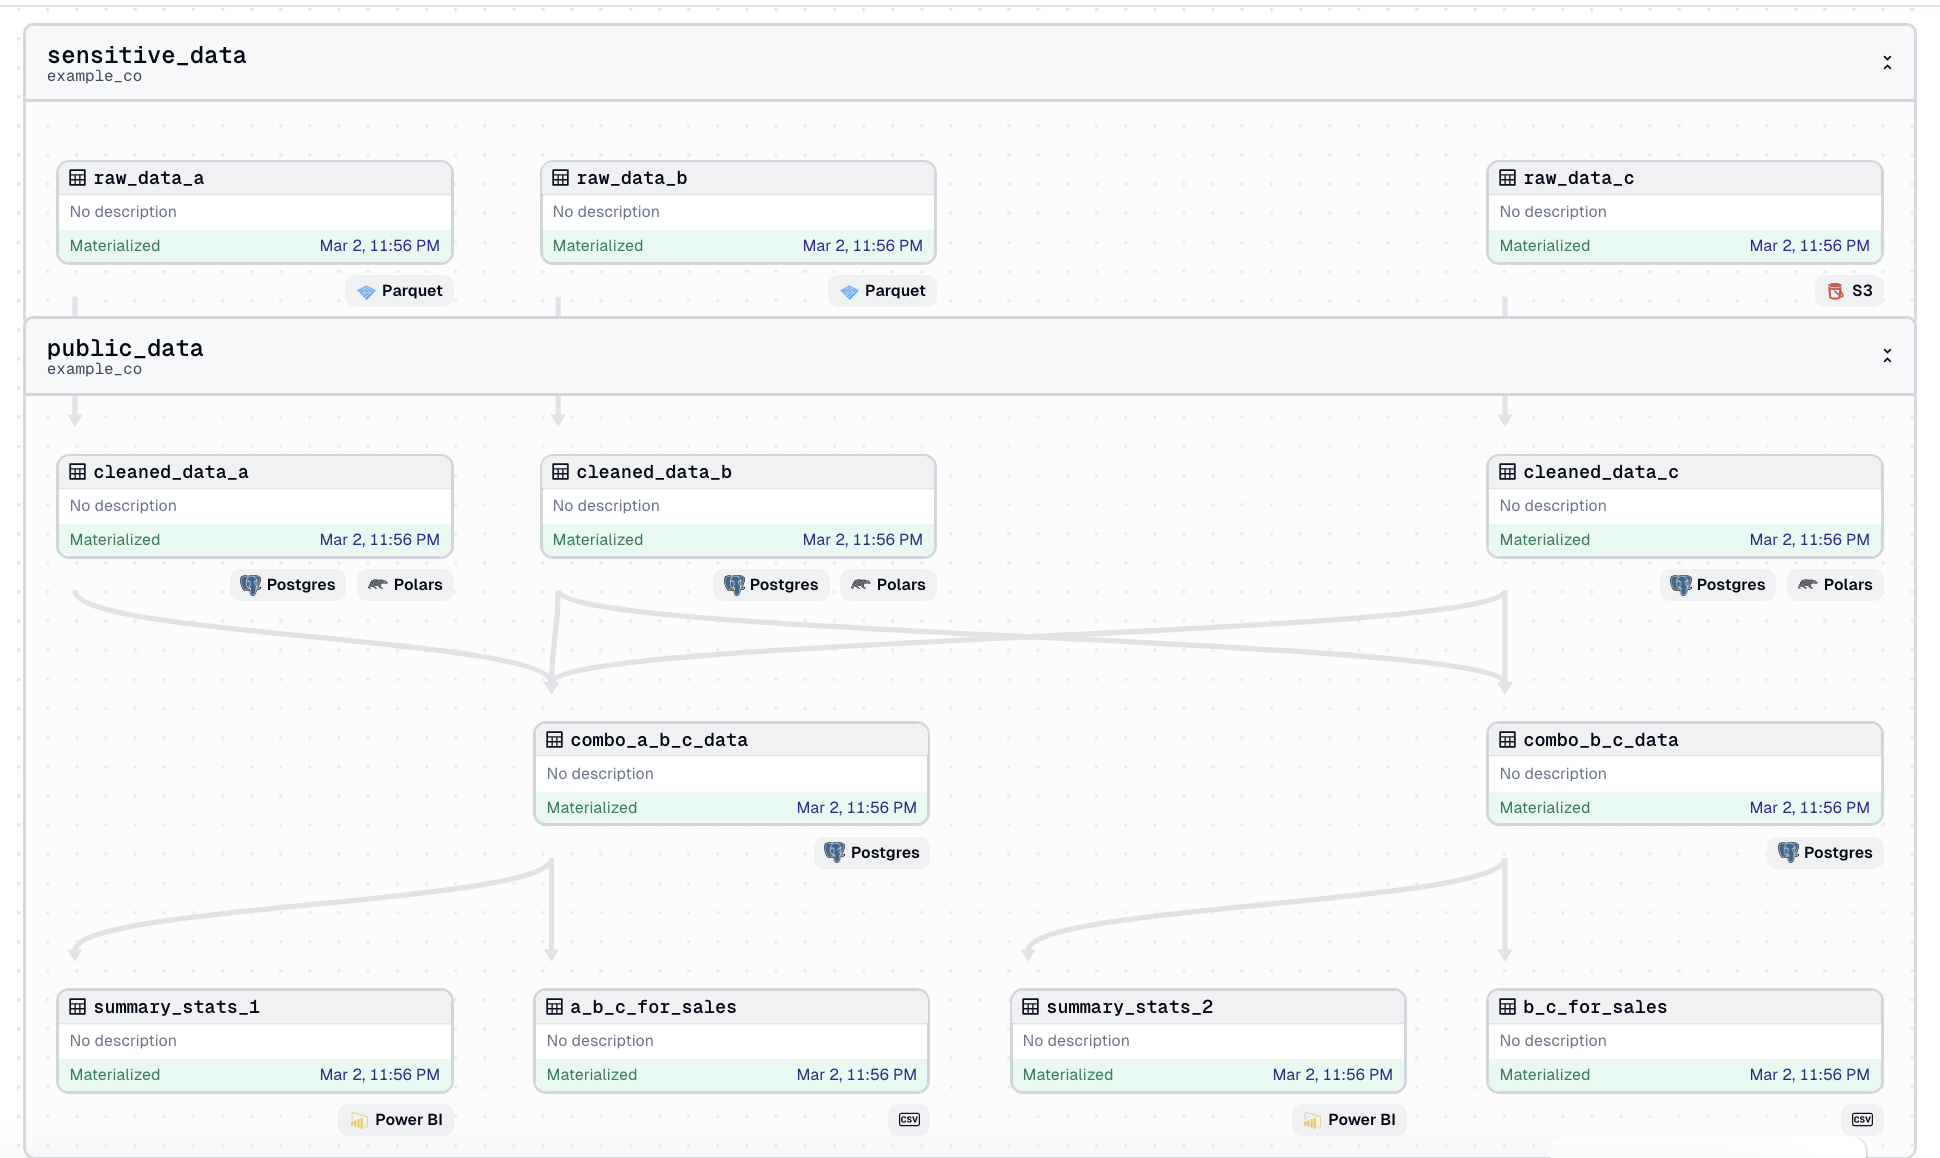 sensitive_data
example_co
raw_data_a
No description
Materialized Mar 2, 11:56 PM
Parquet
raw_data_b
No description
Materialized Mar 2, 11:56 PM
Parquet
raw_data_c
No description
Materialized Mar 2, 11:56 PM
S3
public_data
example_co
cleaned_data_a
No description
Materialized Mar 2, 11:56 PM
Postgres Polars
cleaned_data_b
No description
Materialized Mar 2, 11:56 PM
Postgres Polars
cleaned_data_c
No description
Materialized Mar 2, 11:56 PM
Postgres Polars
combo_a_b_c_data
No description
Materialized Mar 2, 11:56 PM
Postgres
combo_b_c_data
No description
Materialized Mar 2, 11:56 PM
Postgres
summary_stats_1
No description
Materialized Mar 2, 11:56 PM
Power BI
a_b_c_for_sales
No description
Materialized Mar 2, 11:56 PM
CSV
summary_stats_2
No description
Materialized Mar 2, 11:56 PM
Power BI
b_c_for_sales
No description
Materialized Mar 2, 11:56 PM
CSV